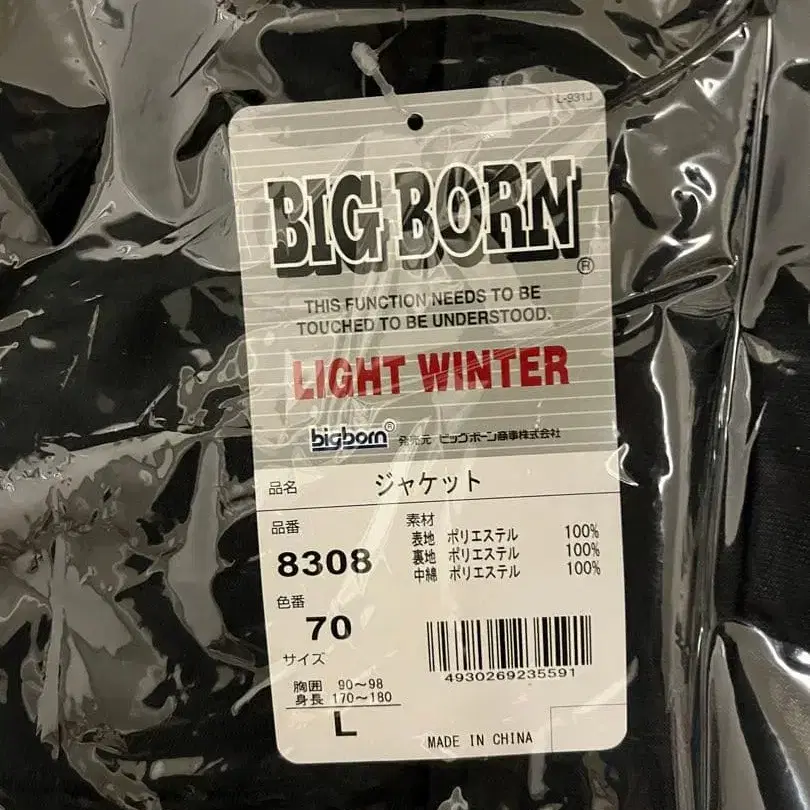 L-931J
BIG BORN
®
THIS FUNCTION NEEDS TO BE
TOUCHED TO BE UNDERSTOOD.
LIGHT WINTER
bigborn® 発売元 ビッグボーン商事株式会社
品名 ジャケット
品番
8308
素材
表地 ポリエステル 100%
裏地 ポリエステル 100%
中綿 ポリエステル 100%
色番
70
サイズ
胸囲 90～98
身長 170～180
L
4930269235591
MADE IN CHINA